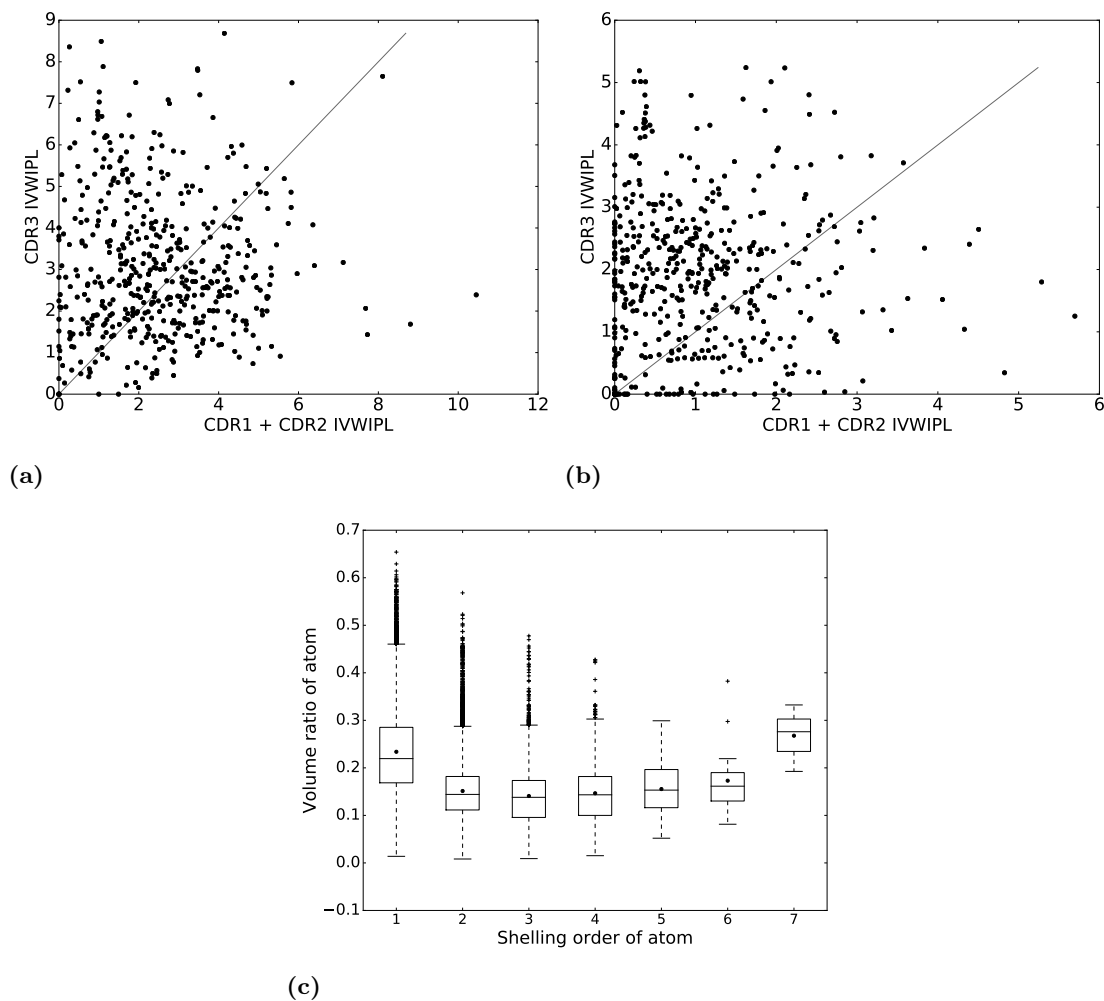 9
8
7
6
5
4
3
2
1
0
CDR3 IVWIPL
0 2 4 6 8 10 12
CDR1 + CDR2 IVWIPL
(a)
6
5
4
3
2
1
0
CDR3 IVWIPL
0 1 2 3 4 5 6
CDR1 + CDR2 IVWIPL
(b)
0.7
0.6
0.5
0.4
0.3
0.2
0.1
0.0
−0.1
Volume ratio of atom
1 2 3 4 5 6 7
Shelling order of atom
(c)